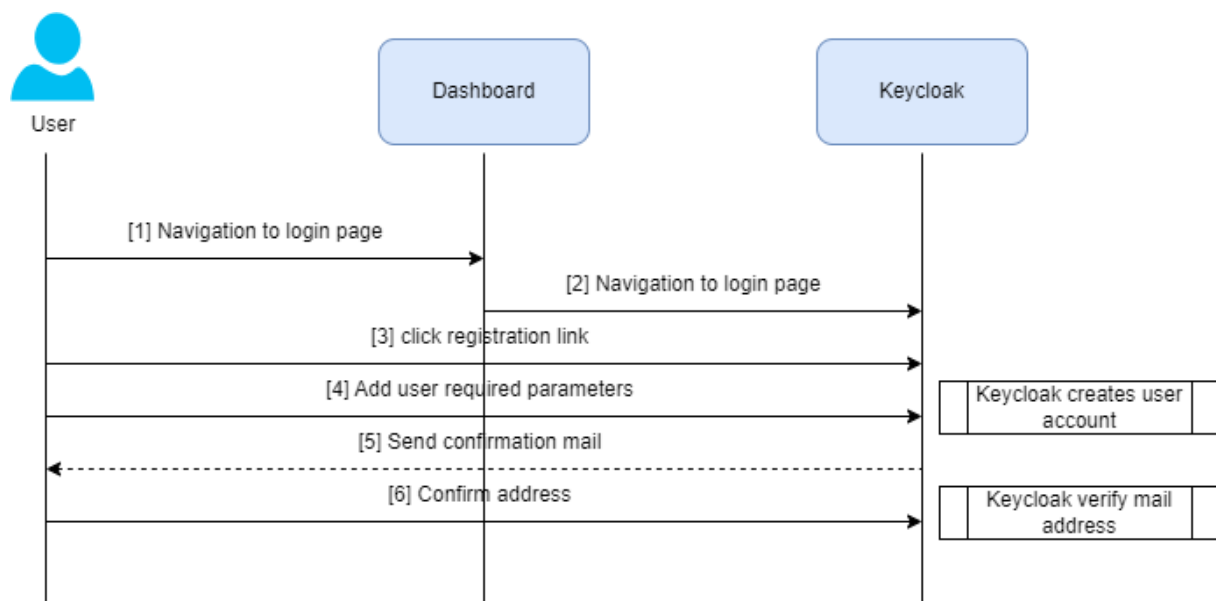 User
Dashboard
Keycloak
[1] Navigation to login page
[2] Navigation to login page
[3] click registration link
[4] Add user required parameters
Keycloak creates user
account
[5] Send confirmation mail
[6] Confirm address
Keycloak verify mail
address